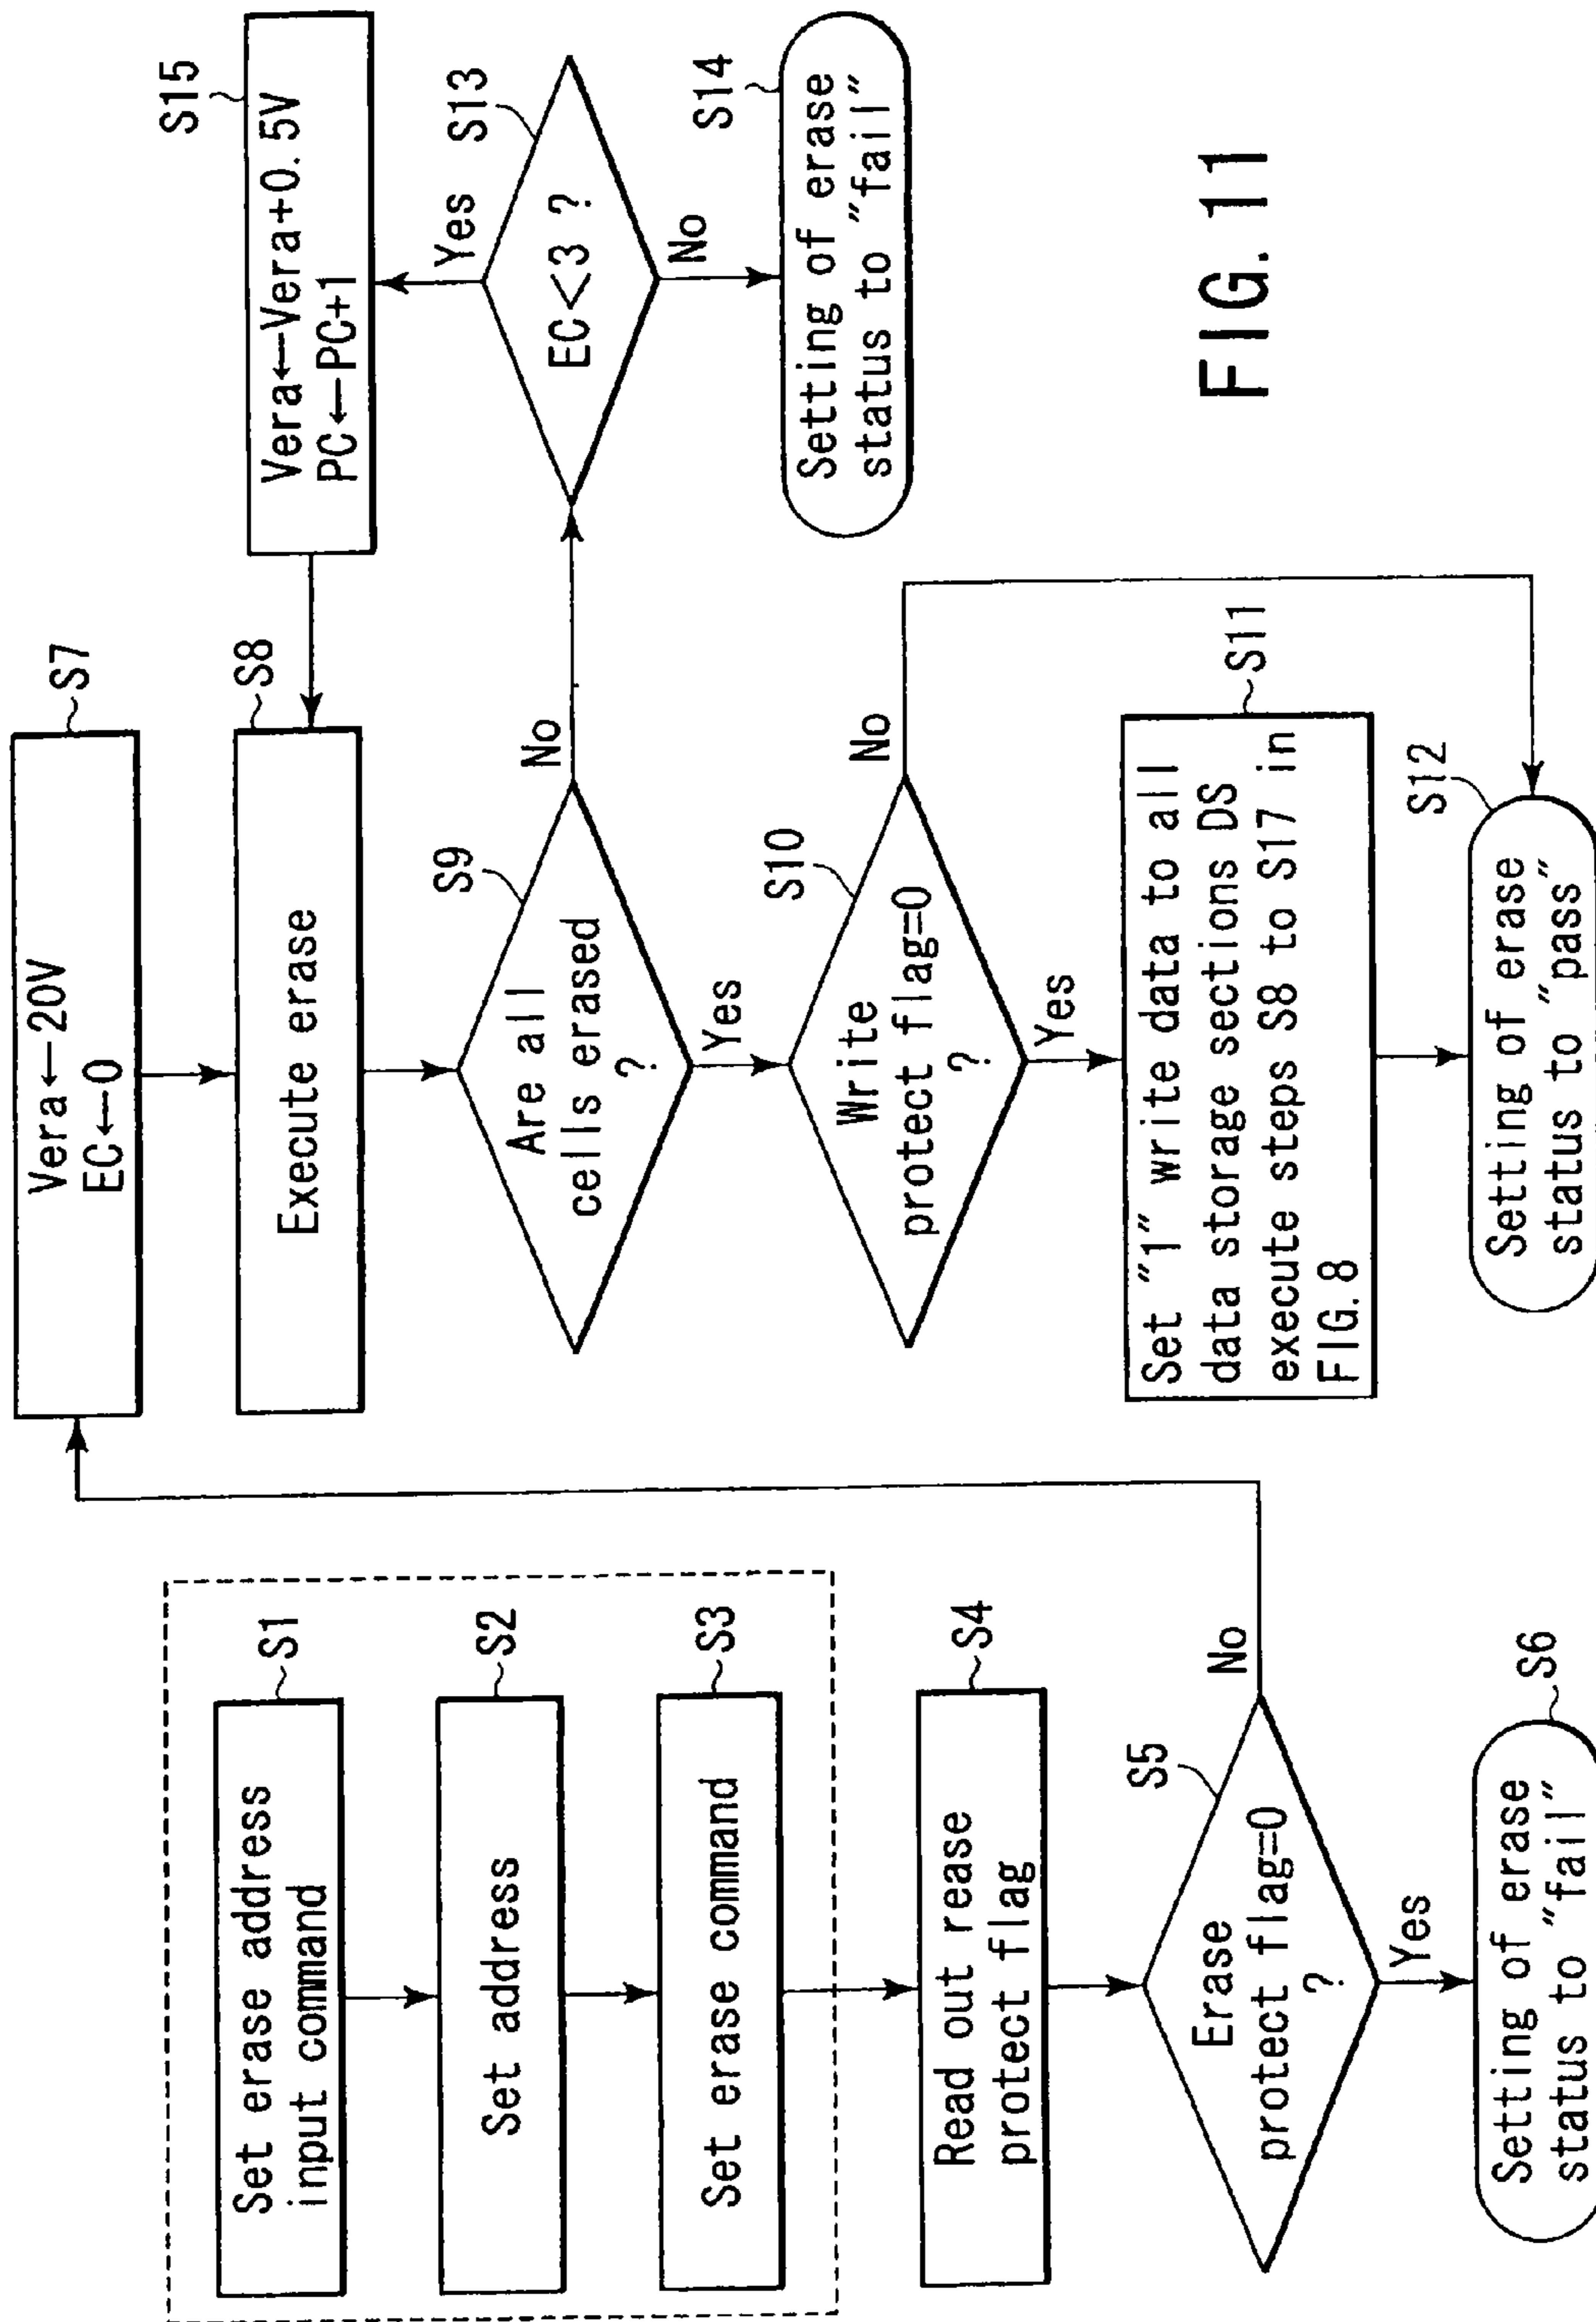 S1
Set erase address
input command
S2
Set address
S3
Set erase command
S4
Read out rease
protect flag
S5
Erase
protect flag=0
?
No
Yes
S6
Setting of erase
status to "fail"
S7
Vera←20V
EC←0
S8
Execute erase
S9
Are all
cells erased
?
No
Yes
S10
Write
protect flag=0
?
No
Yes
S11
Set "1" write data to all
data storage sections DS
execute steps S8 to S17 in
FIG.8
S12
Setting of erase
status to "pass"
S15
Vera←Vera+0.5V
PC←PC+1
S13
Yes
EC<3 ?
No
S14
Setting of erase
status to "fail"
FIG.11